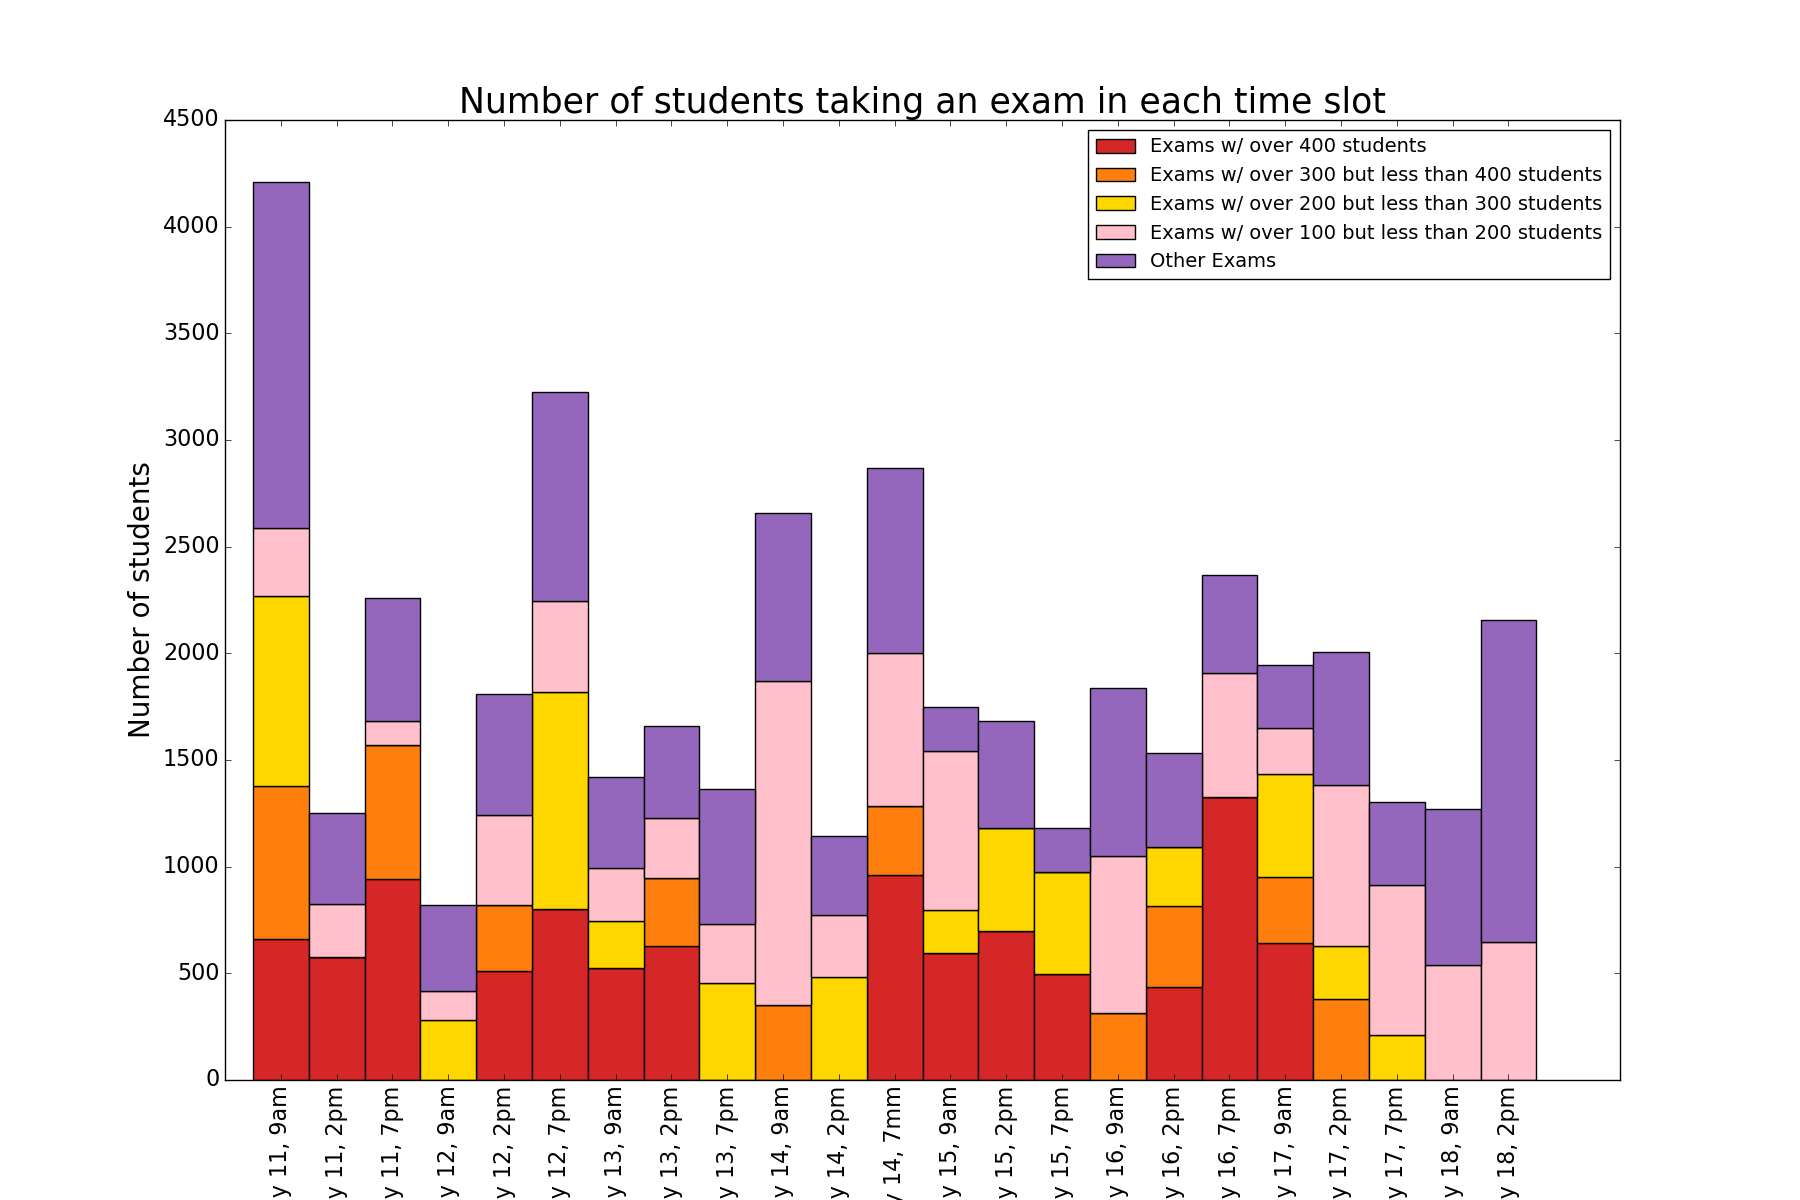 Number of students taking an exam in each time slot
4500
4000
3500
3000
2500
2000
1500
1000
500
0
Number of students
Exams w/ over 400 students
Exams w/ over 300 but less than 400 students
Exams w/ over 200 but less than 300 students
Exams w/ over 100 but less than 200 students
Other Exams
y 11, 9am
y 11, 2pm
y 11, 7pm
y 12, 9am
y 12, 2pm
y 12, 7pm
y 13, 9am
y 13, 2pm
y 13, 7pm
y 14, 9am
y 14, 2pm
y 14, 7mm
y 15, 9am
y 15, 2pm
y 15, 7pm
y 16, 9am
y 16, 2pm
y 16, 7pm
y 17, 9am
y 17, 2pm
y 17, 7pm
y 18, 9am
y 18, 2pm